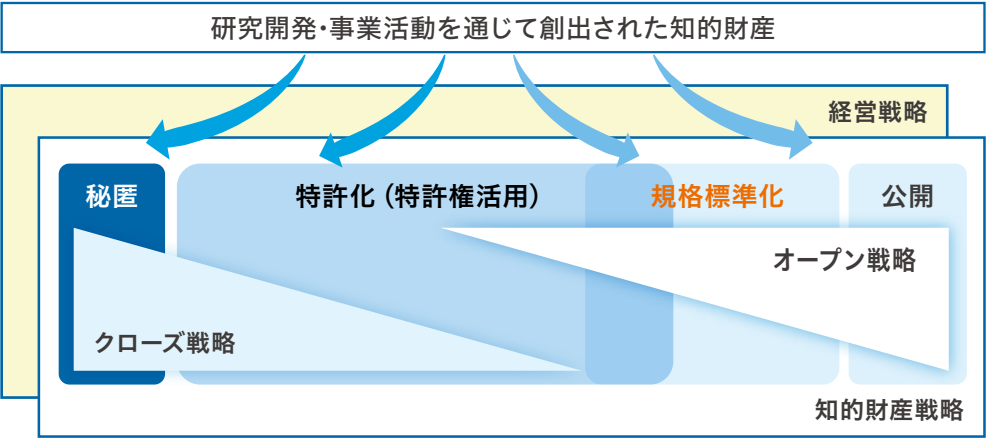 研究開発・事業活動を通じて創出された知的財産
経営戦略
秘匿
特許化（特許権活用）
規格標準化
公開
オープン戦略
クローズ戦略
知的財産戦略